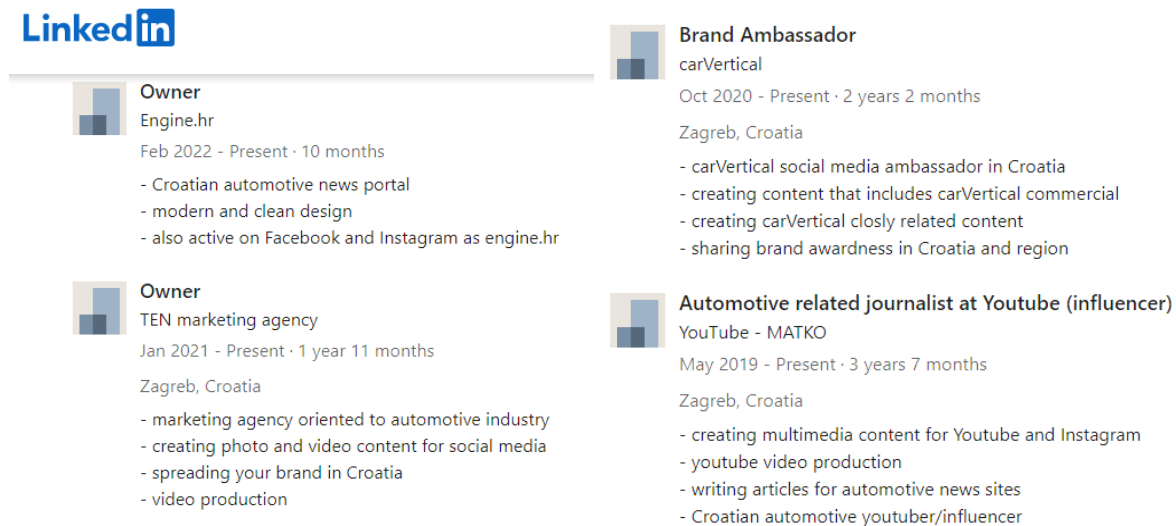 Linked in
Owner
Engine.hr
Feb 2022 - Present · 10 months
- Croatian automotive news portal
- modern and clean design
- also active on Facebook and Instagram as engine.hr
Owner
TEN marketing agency
Jan 2021 - Present · 1 year 11 months
Zagreb, Croatia
- marketing agency oriented to automotive industry
- creating photo and video content for social media
- spreading your brand in Croatia
- video production
Brand Ambassador
carVertical
Oct 2020 - Present · 2 years 2 months
Zagreb, Croatia
- carVertical social media ambassador in Croatia
- creating content that includes carVertical commercial
- creating carVertical closly related content
- sharing brand awardness in Croatia and region
Automotive related journalist at Youtube (influencer)
YouTube - MATKO
May 2019 - Present · 3 years 7 months
Zagreb, Croatia
- creating multimedia content for Youtube and Instagram
- youtube video production
- writing articles for automotive news sites
- Croatian automotive youtuber/influencer